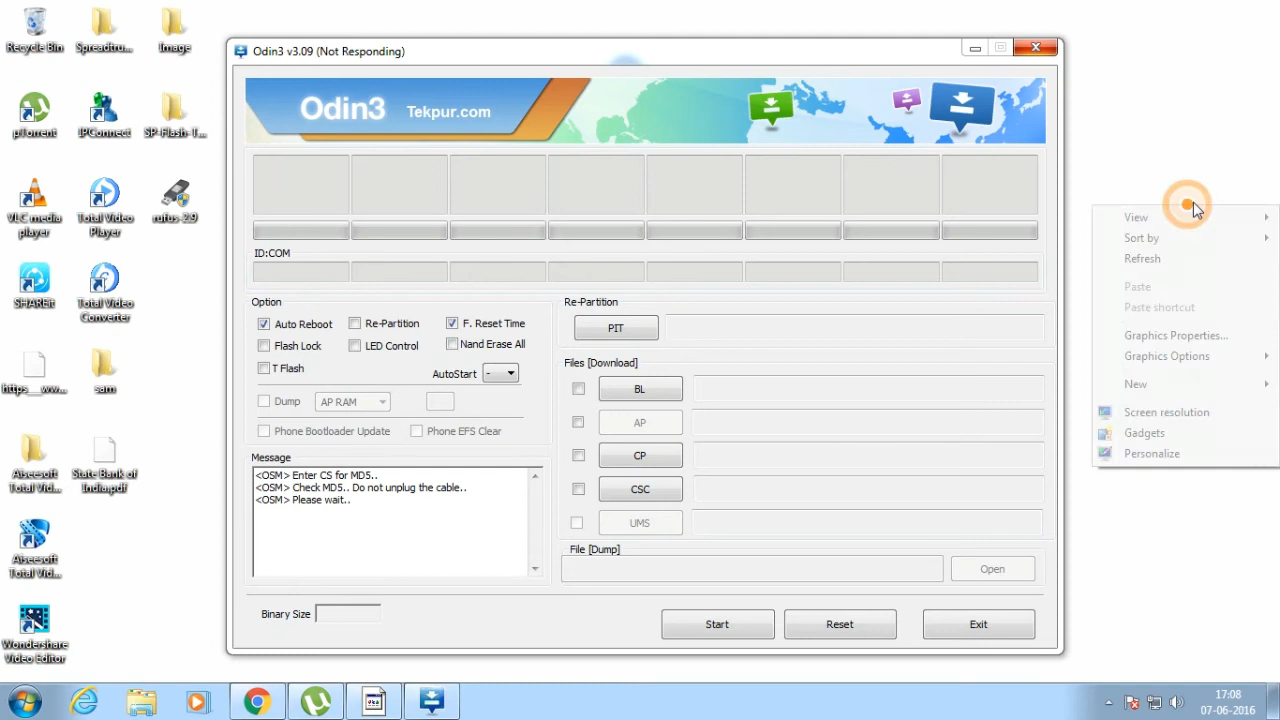 Recycle Bin
Spreadtru...
Image
Odin3 v3.09 (Not Responding)
Odin3
Tekpur.com
µTorrent
IPConnect
SP-Flash-T...
VLC media
player
Total Video
Player
rufus-2.9
ID:COM
SHAREit
Total Video
Converter
Option
Auto Reboot
Re-Partition
F. Reset Time
Flash Lock
LED Control
Nand Erase All
T Flash
AutoStart
-
Dump
AP RAM
Phone Bootloader Update
Phone EFS Clear
Re-Partition
PIT
Files [Download]
BL
AP
CP
CSC
UMS
File [Dump]
Open
https___ww...
sam
Message
<OSM> Enter CS for MD5..
<OSM> Check MD5.. Do not unplug the cable..
<OSM> Please wait..
Aiseesoft
Total Vid...
State Bank of
India.pdf
Aiseesoft
Total Vid...
Binary Size
Start
Reset
Exit
Wondershare
Video Editor
View
Sort by
Refresh
Paste
Paste shortcut
Graphics Properties...
Graphics Options
New
Screen resolution
Gadgets
Personalize
17:08
07-06-2016